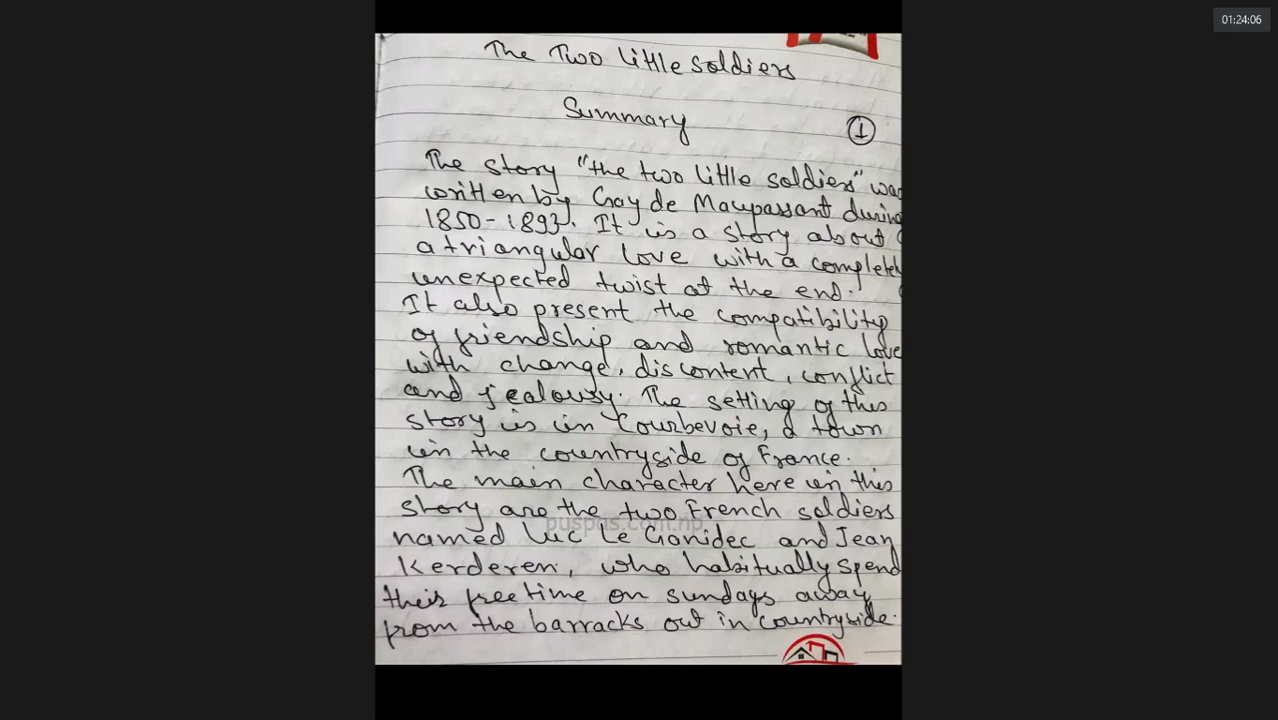 01:24:06
The Two little soldiers
Summary
1
The story "the two little soldiers" was
written by Gay de Maupassant during
1850-1893. It is a story about
a triangular love with a completely
unexpected twist at the end.
It also present the compatibility
of friendship and romantic love
with change, discontent, conflict
and jealousy. The setting of this
story is in Courbevoie, a town
in the countryside of France.
The main character here in this
story are the two French soldiers
puspas.com.np
named Luc Le Ganidec and Jean
Kerderen, who habitually spend
their free time on sundays away
from the barracks out in countryside.